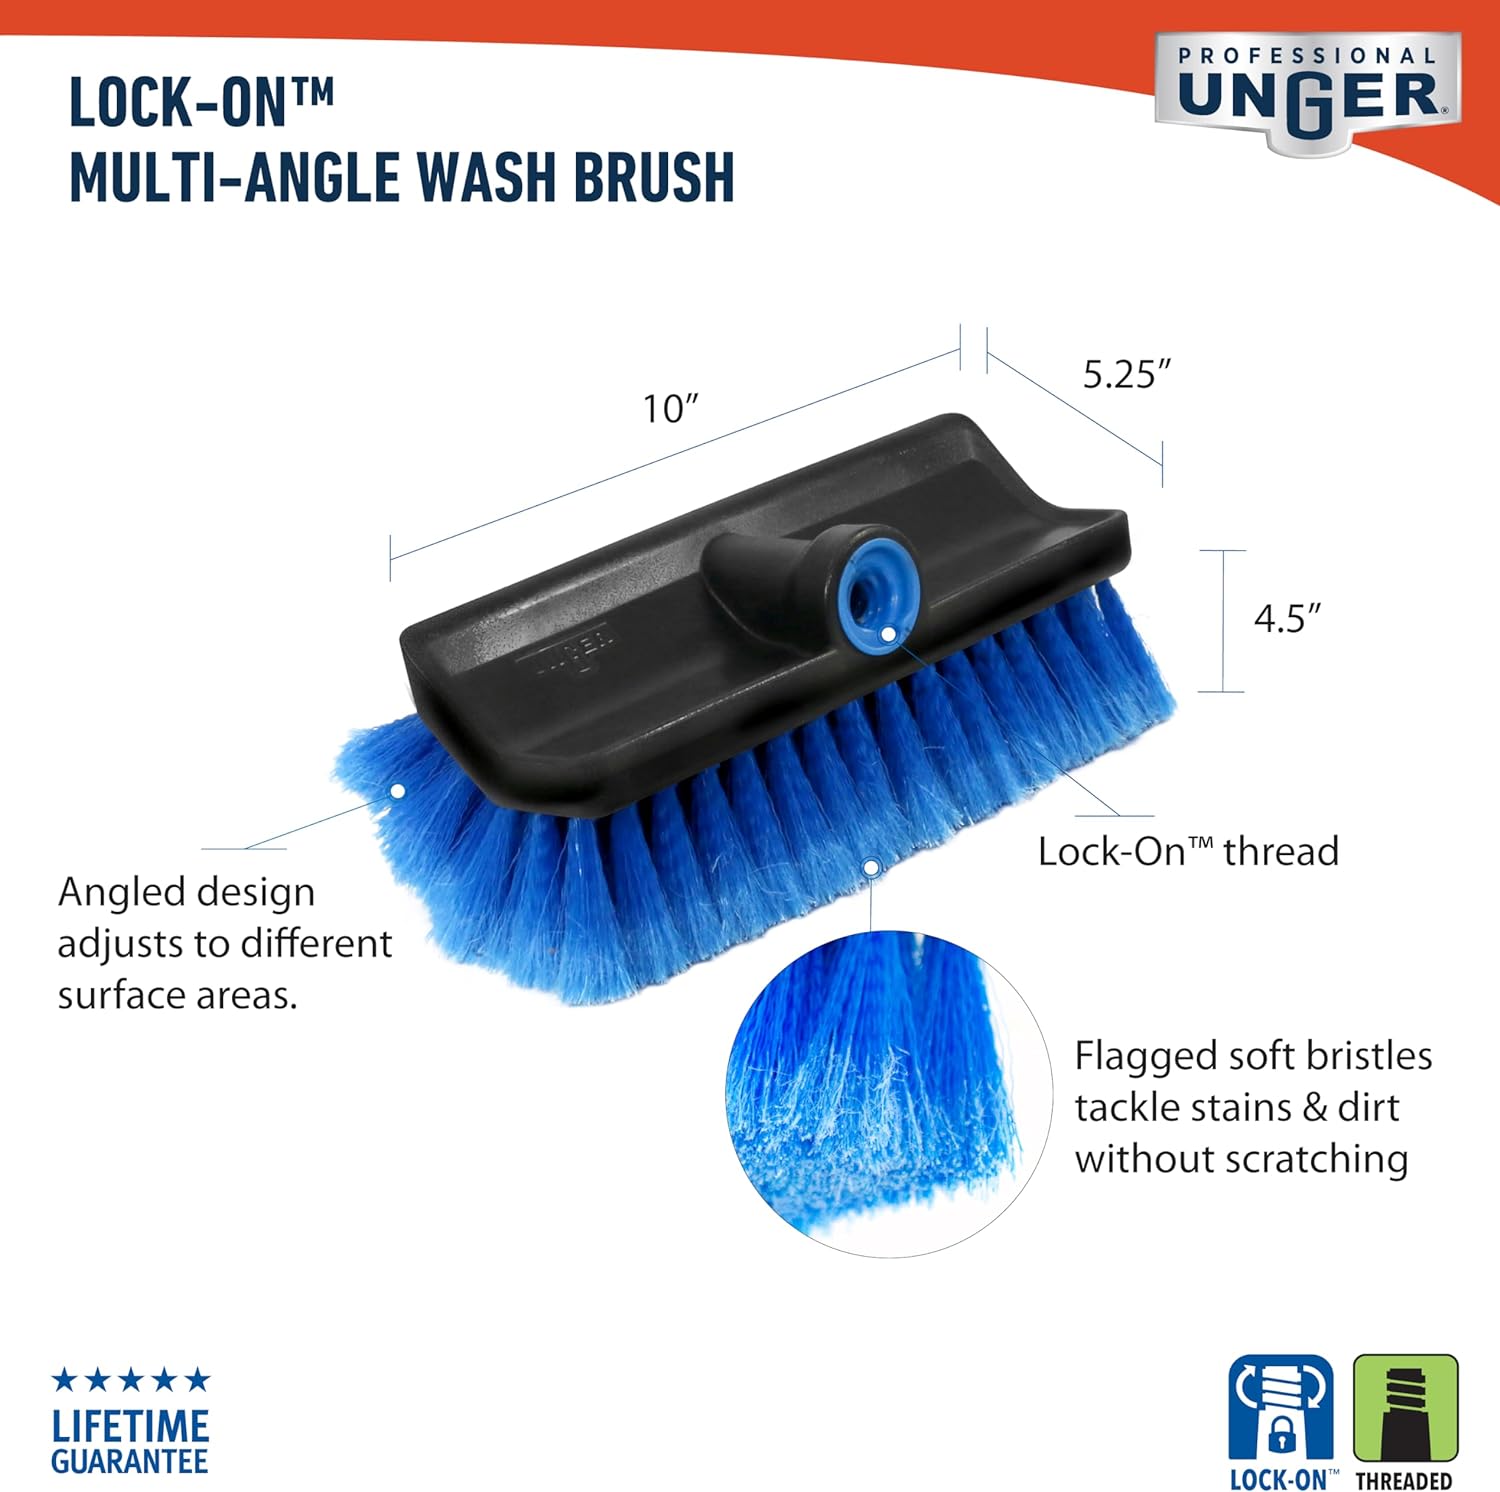 LOCK-ON™
MULTI-ANGLE WASH BRUSH
PROFESSIONAL
UNGER®
10”
5.25”
4.5”
UNGER
Lock-On™ thread
Angled design
adjusts to different
surface areas.
Flagged soft bristles
tackle stains & dirt
without scratching
LIFETIME
GUARANTEE
LOCK-ON™
THREADED